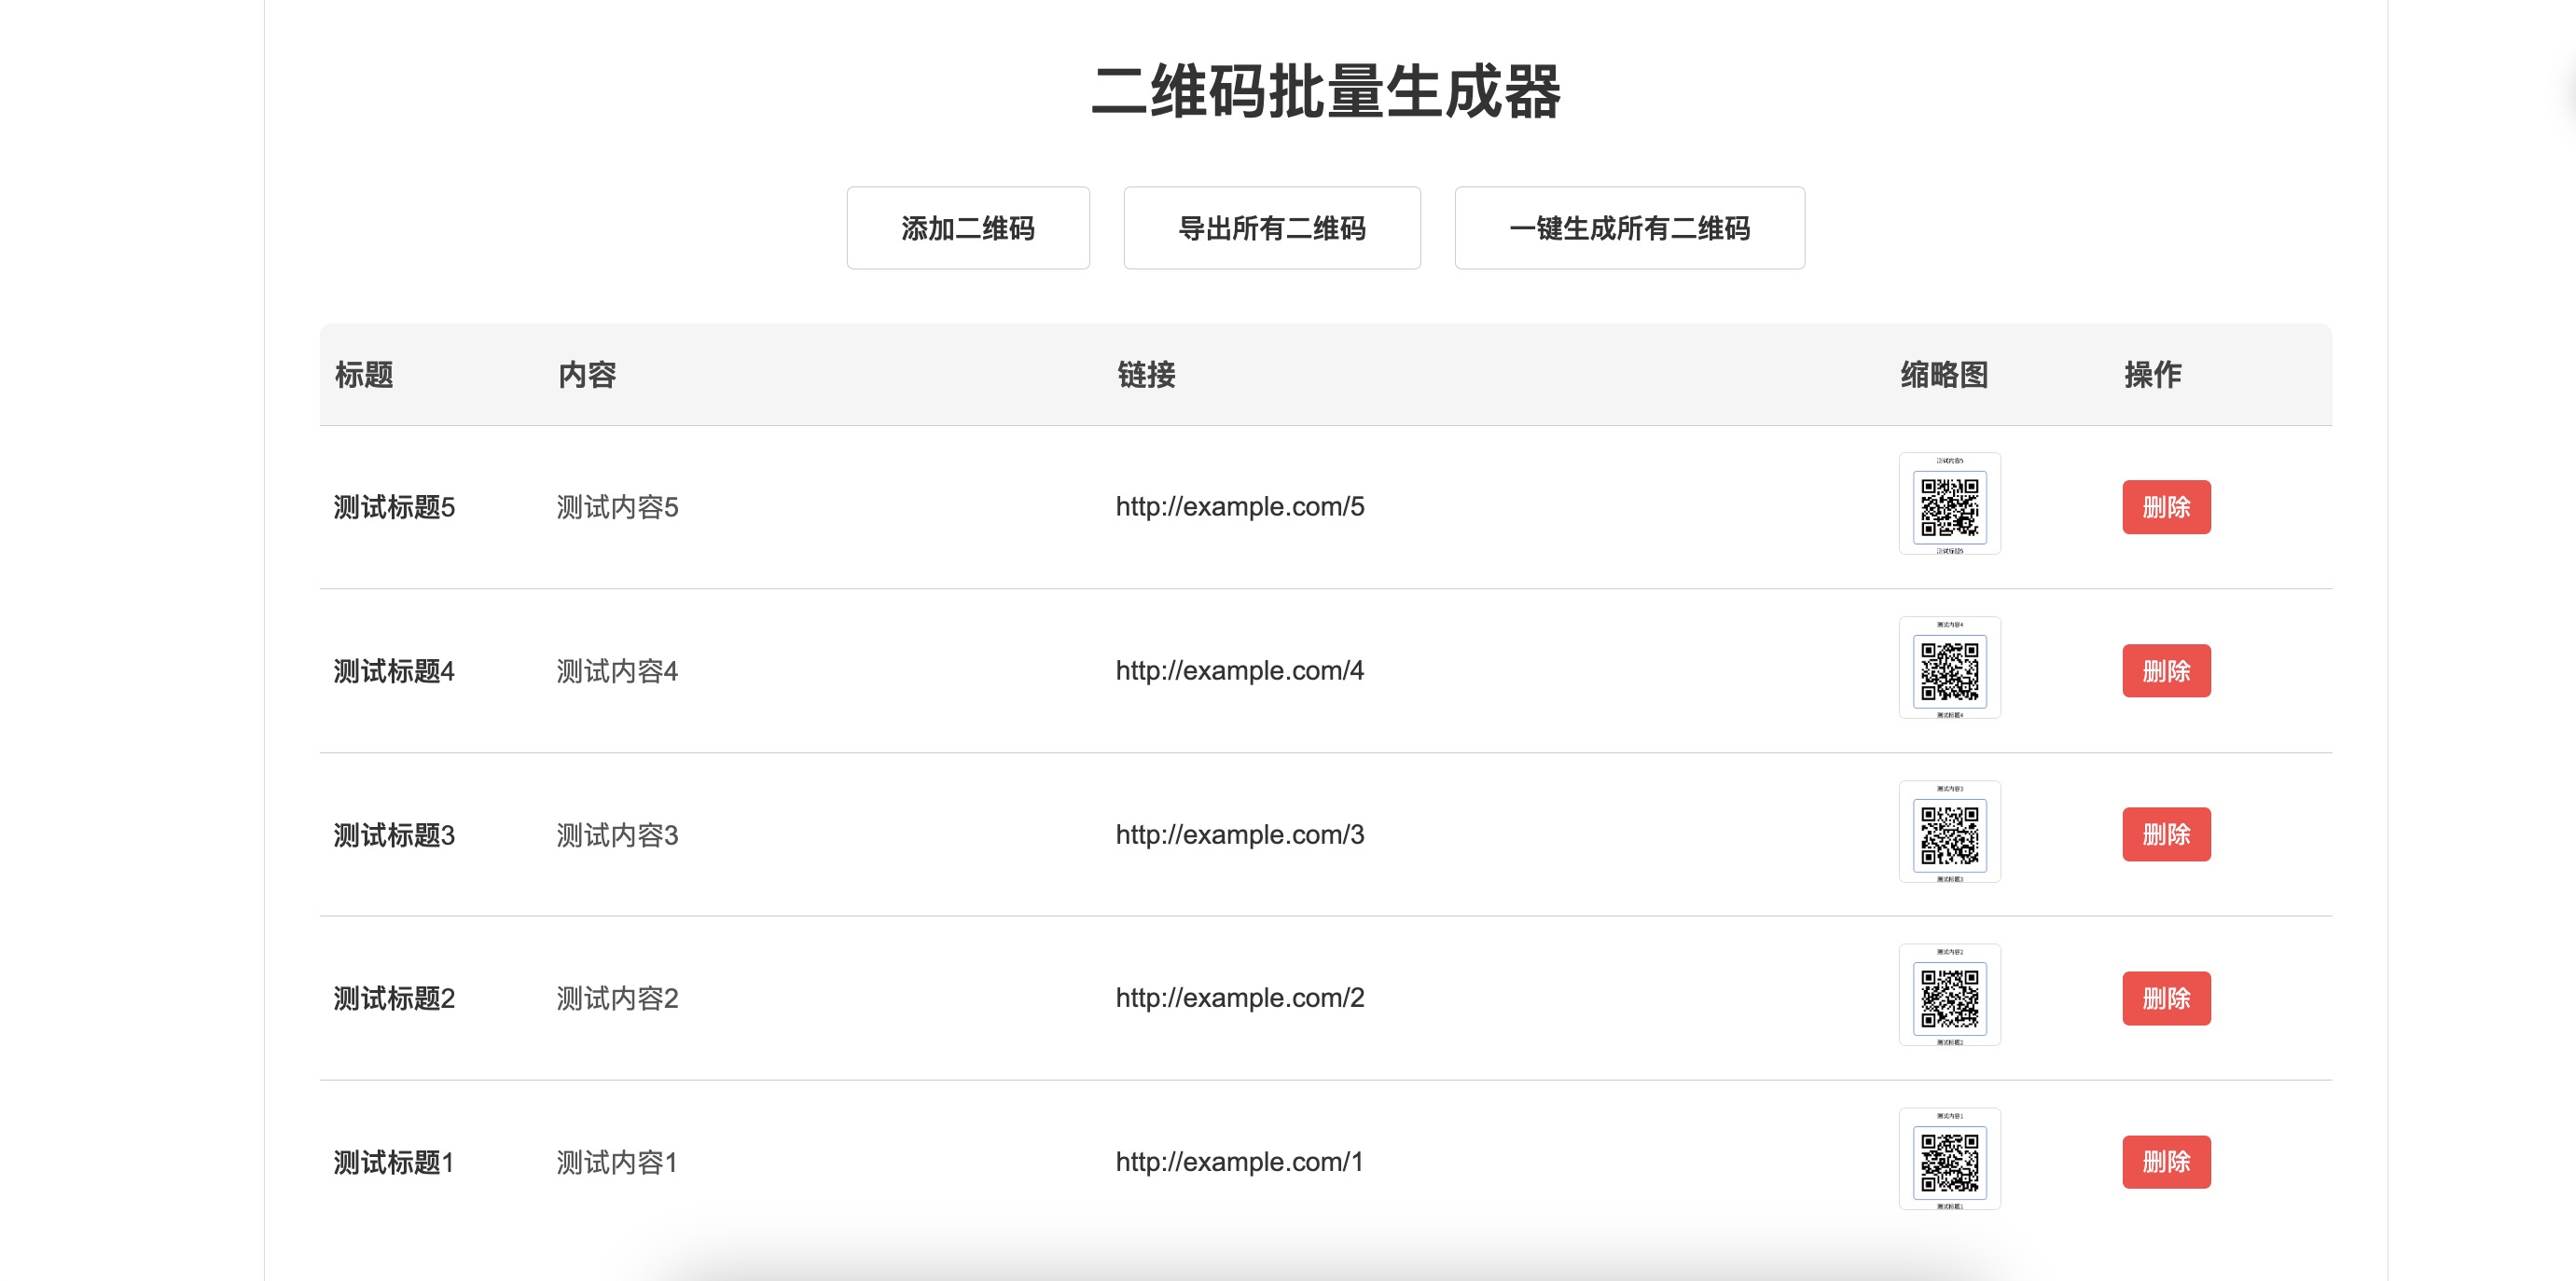 二维码批量生成器
添加二维码 导出所有二维码 一键生成所有二维码
标题 内容 链接 缩略图 操作
测试内容5
测试标题5 测试内容5 http://example.com/5 删除
测试标题5
测试内容4
测试标题4 测试内容4 http://example.com/4 删除
测试标题4
测试内容3
测试标题3 测试内容3 http://example.com/3 删除
测试标题3
测试内容2
测试标题2 测试内容2 http://example.com/2 删除
测试标题2
测试内容1
测试标题1 测试内容1 http://example.com/1 删除
测试标题1